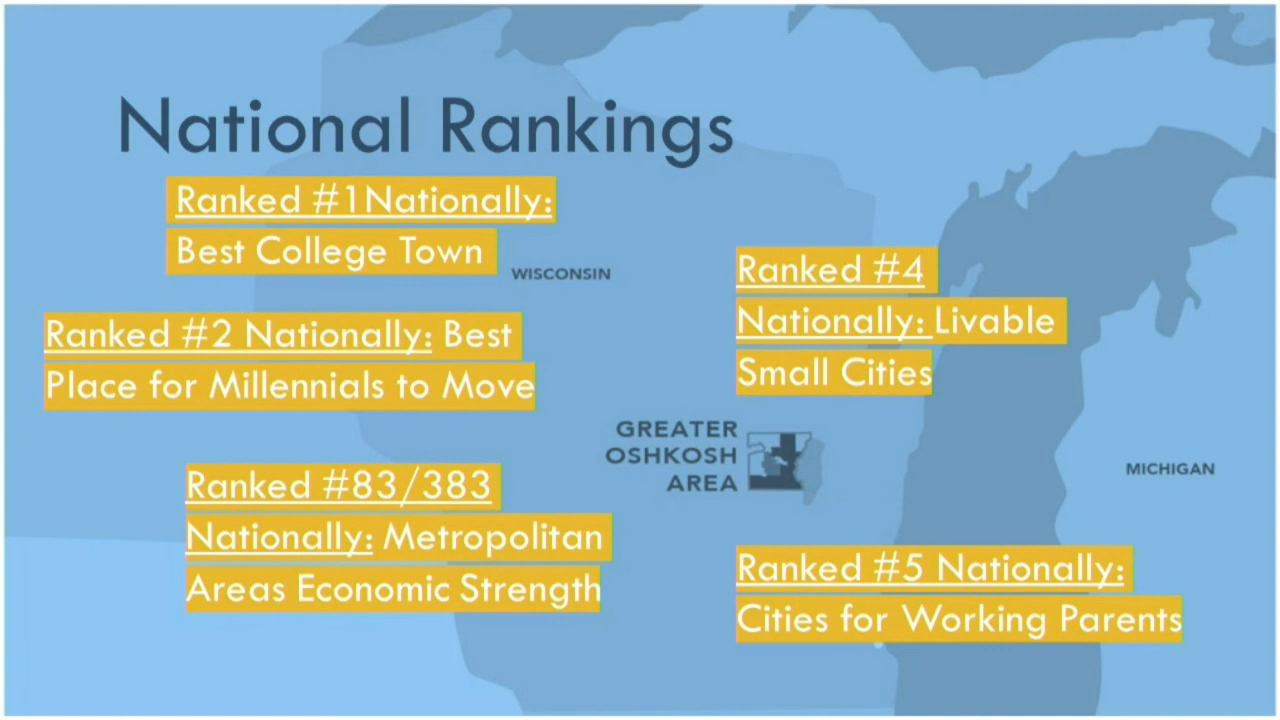 National Rankings
Ranked #1Nationally:
Best College Town
WISCONSIN
Ranked #2 Nationally: Best
Place for Millennials to Move
Ranked #4
Nationally: Livable
Small Cities
GREATER
OSHKOSH
AREA
MICHIGAN
Ranked #83/383
Nationally: Metropolitan
Areas Economic Strength
Ranked #5 Nationally:
Cities for Working Parents